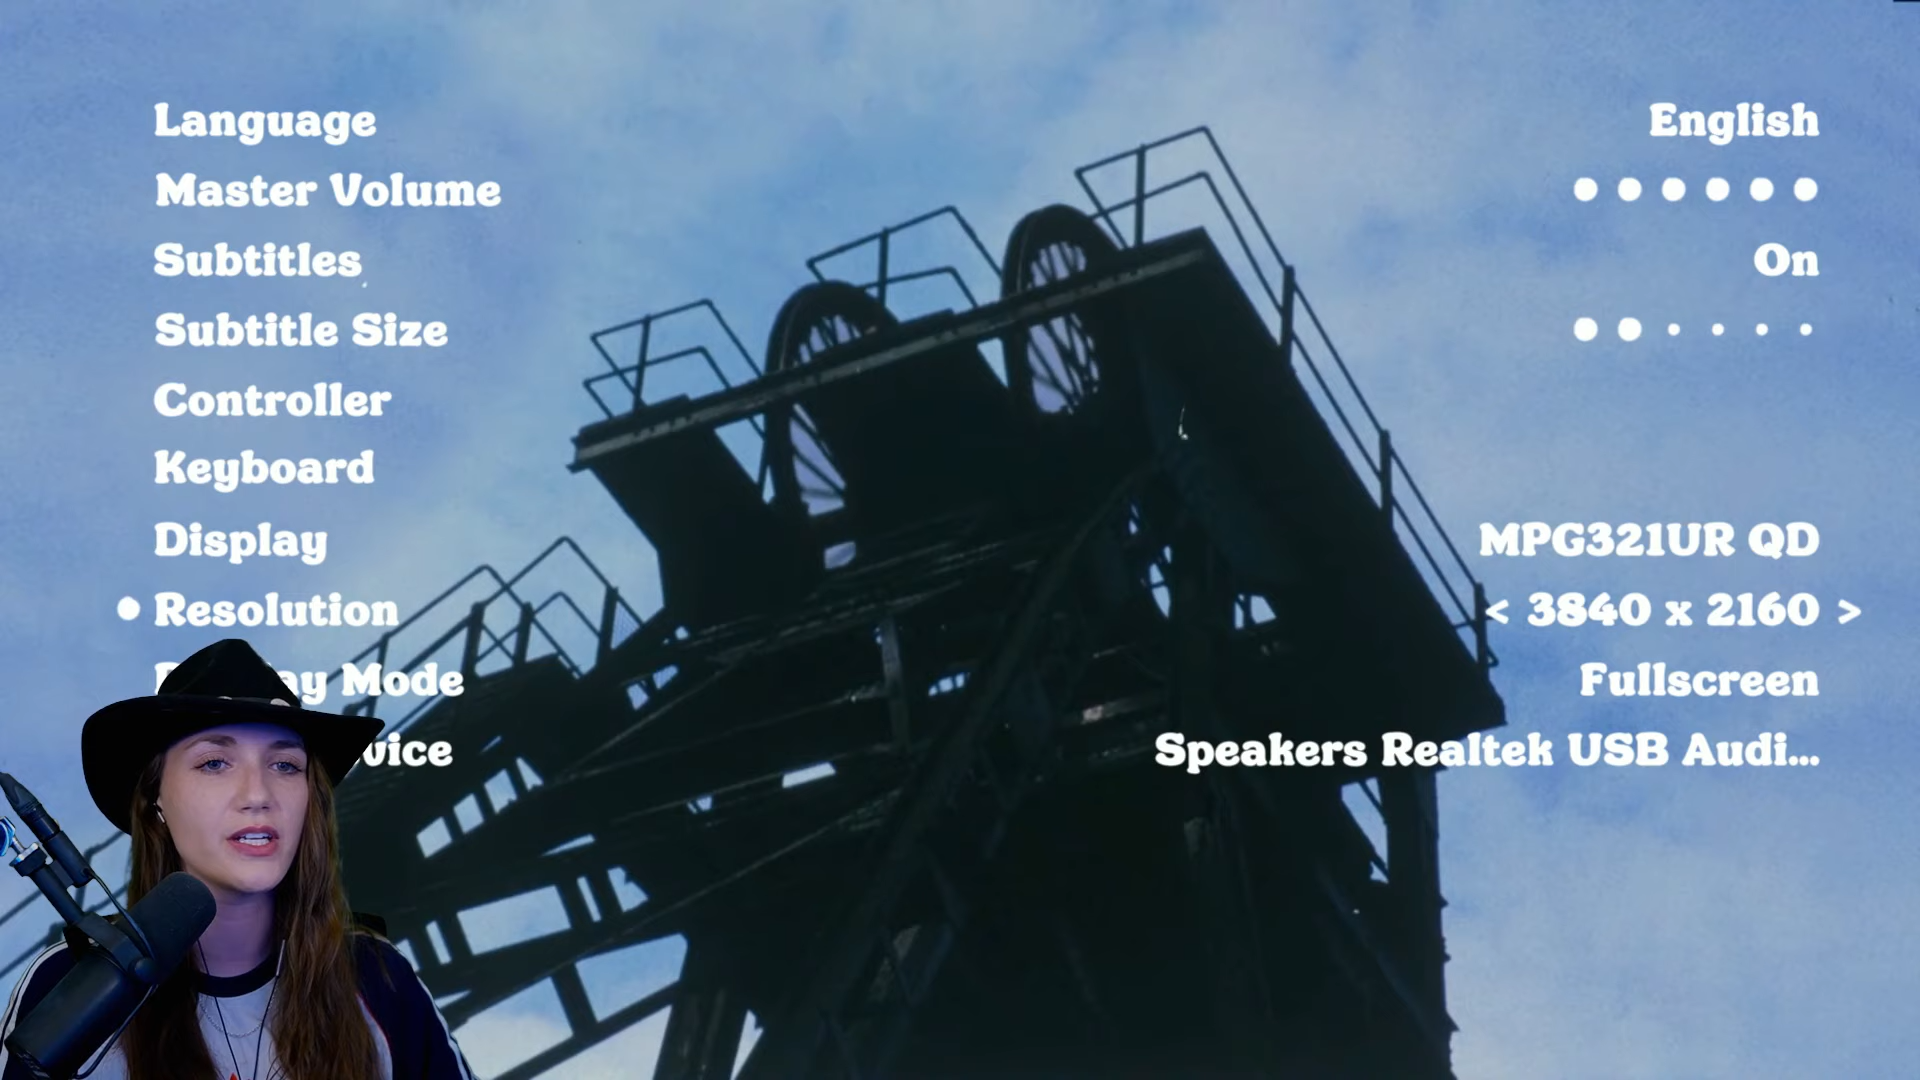 Language English
Master Volume
Subtitles On
Subtitle Size
Controller
Keyboard
Display MPG321UR QD
Resolution < 3840 x 2160 >
Mode Fullscreen
Speakers Realtek USB Audi...